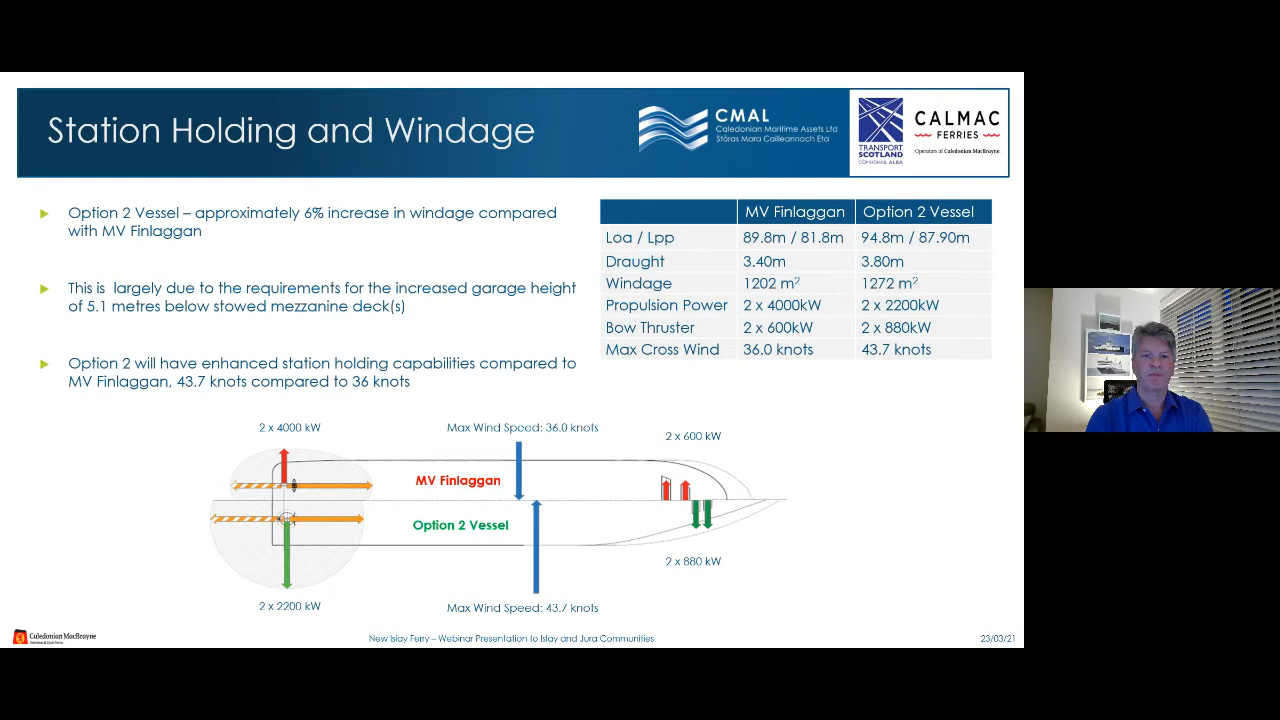 Station Holding and Windage
CMAL
Caledonian Maritime Assets Ltd
Stòras Mara Cailleannach Eta
TRANSPORT
SCOTLAND
CÒMHDHAIL ALBA
CALMAC
FERRIES
Operators of Caledonian MacBrayne
Option 2 Vessel – approximately 6% increase in windage compared
with MV Finlaggan
This is largely due to the requirements for the increased garage height
of 5.1 metres below stowed mezzanine deck(s)
Option 2 will have enhanced station holding capabilities compared to
MV Finlaggan, 43.7 knots compared to 36 knots
MV Finlaggan Option 2 Vessel
Loa / Lpp 89.8m / 81.8m 94.8m / 87.90m
Draught 3.40m 3.80m
Windage 1202 m² 1272 m²
Propulsion Power 2 x 4000kW 2 x 2200kW
Bow Thruster 2 x 600kW 2 x 880kW
Max Cross Wind 36.0 knots 43.7 knots
2 x 4000 kW
Max Wind Speed: 36.0 knots
2 x 600 kW
MV Finlaggan
Option 2 Vessel
2 x 880 kW
2 x 2200 kW
Max Wind Speed: 43.7 knots
Caledonian MacBrayne
New Islay Ferry – Webinar Presentation to Islay and Jura Communities
23/03/21